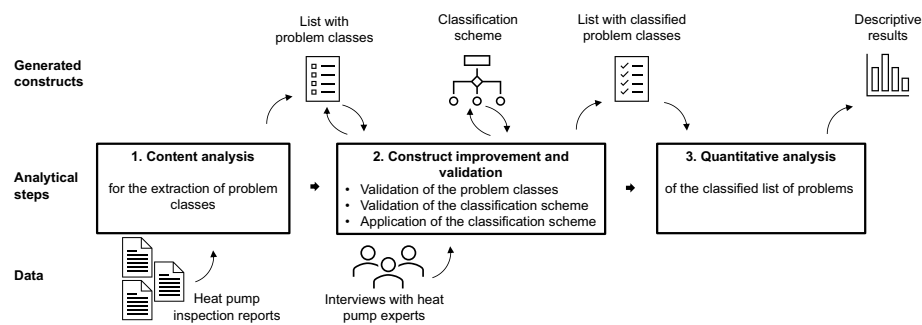 List with
problem classes
Classification
scheme
List with classified
problem classes
Descriptive
results
Generated
constructs
Analytical
steps
1. Content analysis
for the extraction of problem
classes
2. Construct improvement and
validation
• Validation of the problem classes
• Validation of the classification scheme
• Application of the classification scheme
3. Quantitative analysis
of the classified list of problems
Data
Heat pump
inspection reports
Interviews with heat
pump experts